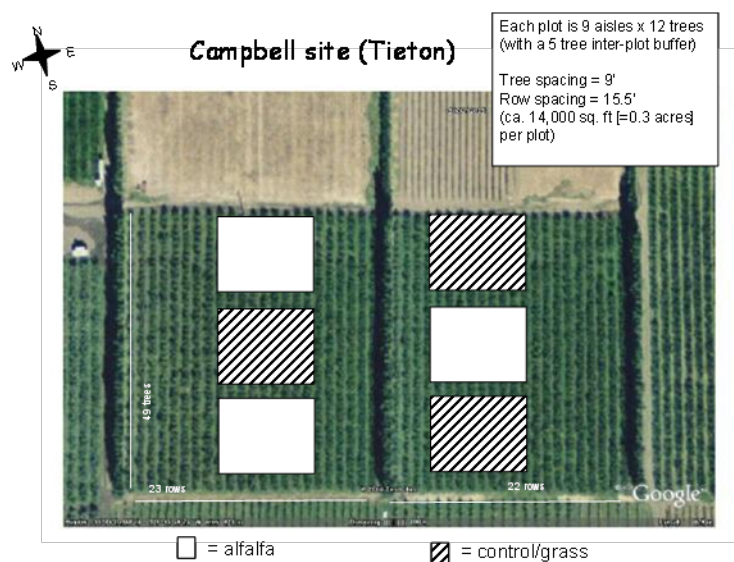 N
W E
S
Campbell site (Tieton)
Each plot is 9 aisles x 12 trees
(with a 5 tree inter-plot buffer)
Tree spacing = 9'
Row spacing = 15.5'
(ca. 14,000 sq. ft [=0.3 acres]
per plot)
49 trees
23 rows
22 rows
Google
= alfalfa
= control/grass